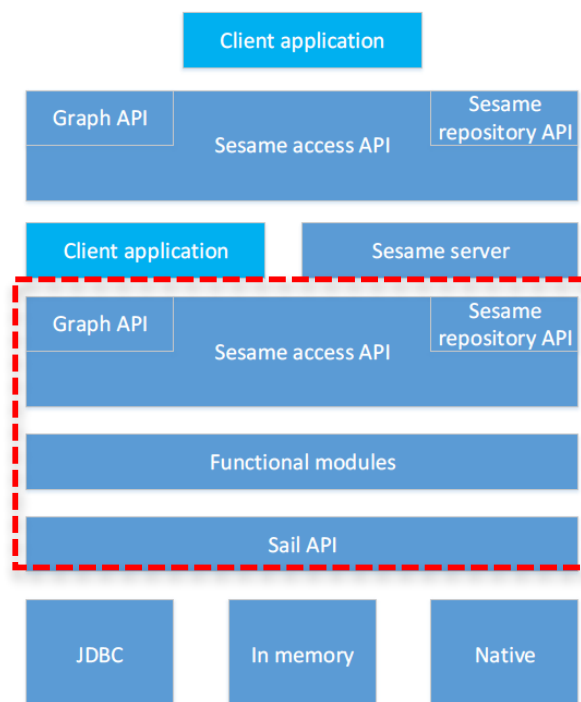 Client application
Graph API
Sesame
repository API
Sesame access API
Client application
Sesame server
Graph API
Sesame
repository API
Sesame access API
Functional modules
Sail API
JDBC
In memory
Native